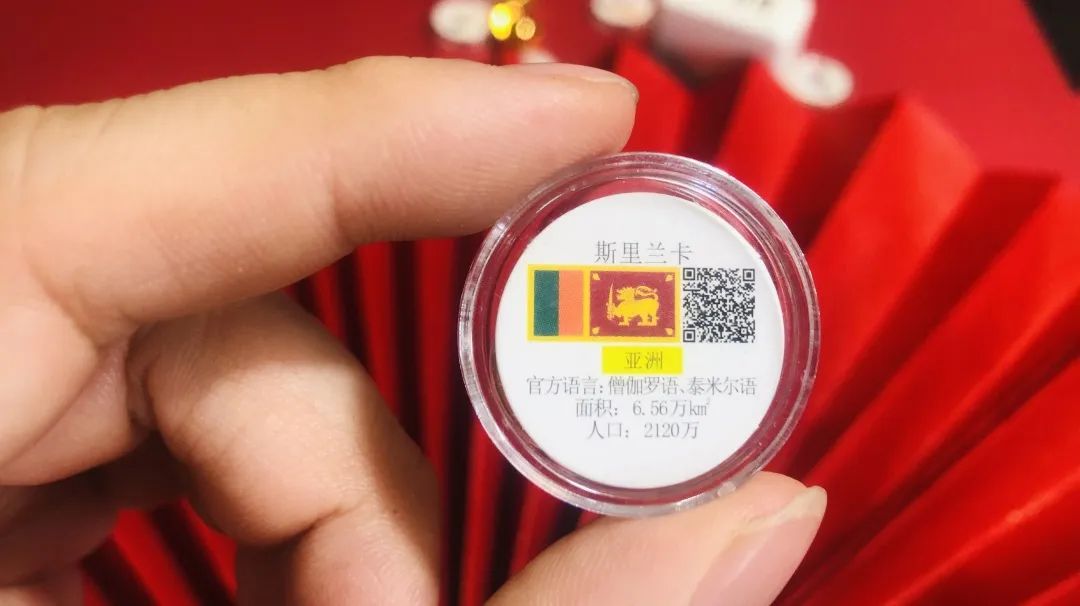 斯里兰卡
亚洲
官方语言：僧伽罗语、泰米尔语
面积：6.56万km²
人口：2120万